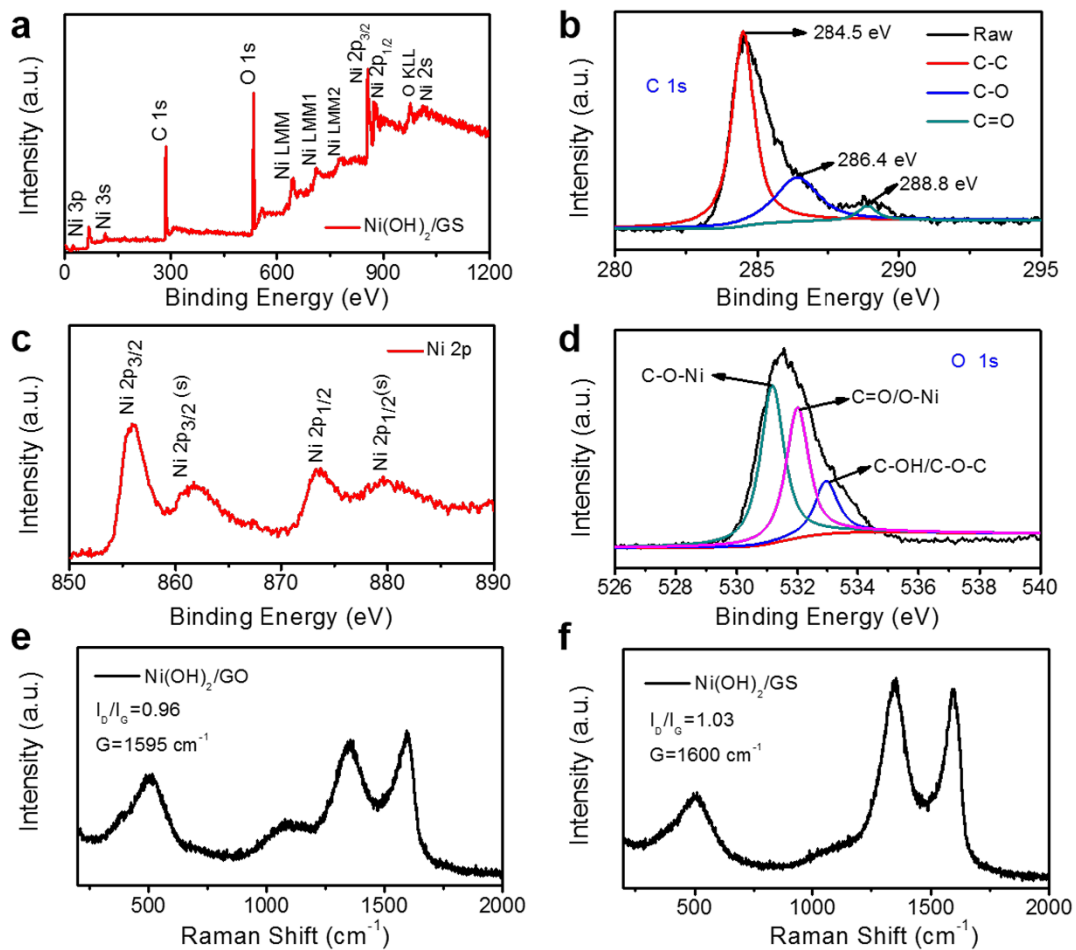 a
Intensity (a.u.)
Ni 3p
Ni 3s
C 1s
O 1s
Ni LMM
Ni LMM1
Ni LMM2
Ni 2p3/2
Ni 2p1/2
O KLL
Ni 2s
Ni(OH)2/GS
0 300 600 900 1200
Binding Energy (eV)
b
Intensity (a.u.)
C 1s
284.5 eV
286.4 eV
288.8 eV
Raw
C-C
C-O
C=O
280 285 290 295
Binding Energy (eV)
c
Intensity (a.u.)
Ni 2p3/2
Ni 2p3/2(s)
Ni 2p1/2
Ni 2p1/2(s)
Ni 2p
850 860 870 880 890
Binding Energy (eV)
d
Intensity (a.u.)
O 1s
C-O-Ni
C=O/O-Ni
C-OH/C-O-C
526 528 530 532 534 536 538 540
Binding Energy (eV)
e
Intensity (a.u.)
Ni(OH)2/GO
ID/IG=0.96
G=1595 cm-1
500 1000 1500 2000
Raman Shift (cm-1)
f
Intensity (a.u.)
Ni(OH)2/GS
ID/IG=1.03
G=1600 cm-1
500 1000 1500 2000
Raman Shift (cm-1)